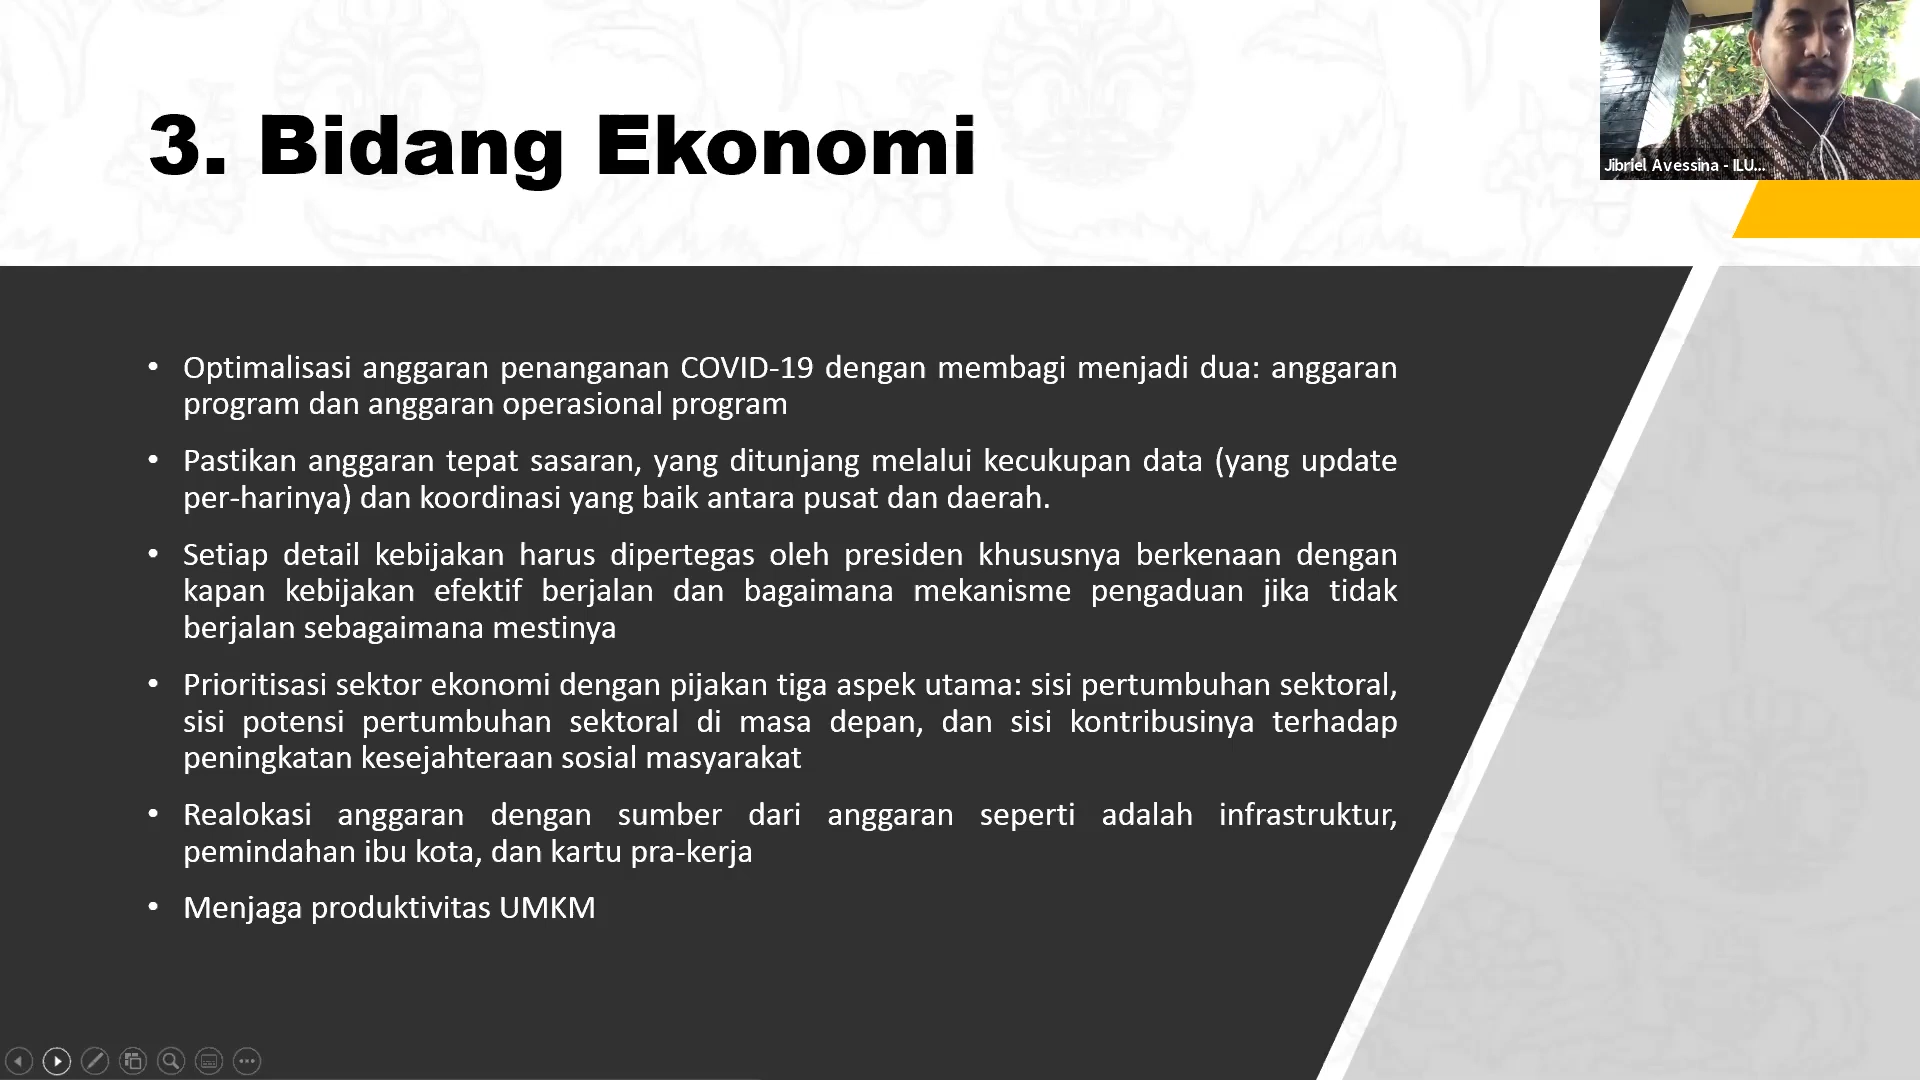 3. Bidang Ekonomi
Jibriel Avessina - ILU...
• Optimalisasi anggaran penanganan COVID-19 dengan membagi menjadi dua: anggaran
program dan anggaran operasional program
• Pastikan anggaran tepat sasaran, yang ditunjang melalui kecukupan data (yang update
per-harinya) dan koordinasi yang baik antara pusat dan daerah.
• Setiap detail kebijakan harus dipertegas oleh presiden khususnya berkenaan dengan
kapan kebijakan efektif berjalan dan bagaimana mekanisme pengaduan jika tidak
berjalan sebagaimana mestinya
• Prioritisasi sektor ekonomi dengan pijakan tiga aspek utama: sisi pertumbuhan sektoral,
sisi potensi pertumbuhan sektoral di masa depan, dan sisi kontribusinya terhadap
peningkatan kesejahteraan sosial masyarakat
• Realokasi anggaran dengan sumber dari anggaran seperti adalah infrastruktur,
pemindahan ibu kota, dan kartu pra-kerja
• Menjaga produktivitas UMKM